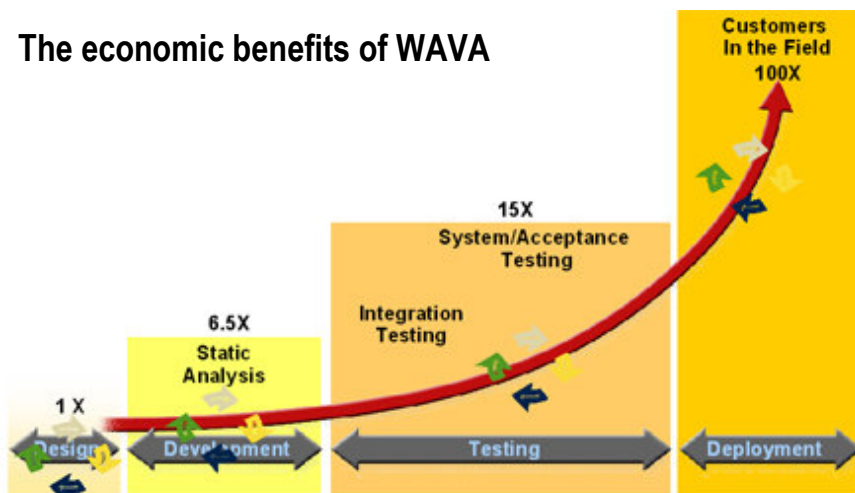 The economic benefits of WAVA
Customers
In the Field
100X
15X
System/Acceptance
Testing
Integration
Testing
6.5X
Static
Analysis
1 X
Design
Development
Testing
Deployment